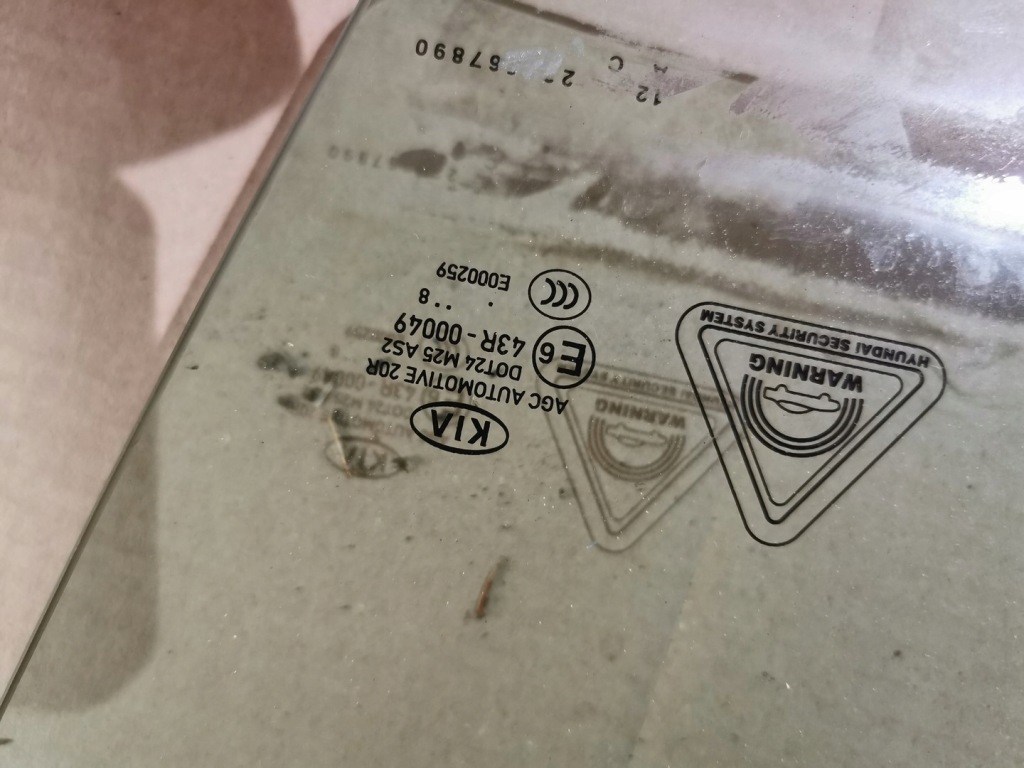 KIA
AGC AUTOMOTIVE 20R
DOT24 M25 AS2
E6 43R - 00049
. . 8
.
CCC E000259
HYUNDAI SECURITY SYSTEM
WARNING
12 2 67890
A C